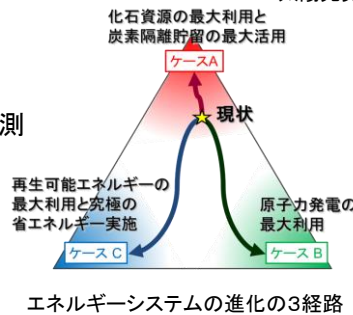 化石資源の最大利用と
炭素隔離貯留の最大活用
ケースA
現状
測
再生可能エネルギーの
最大利用と究極の
省エネルギー実施
原子力発電の
最大利用
ケース C
ケース B
エネルギーシステムの進化の3経路